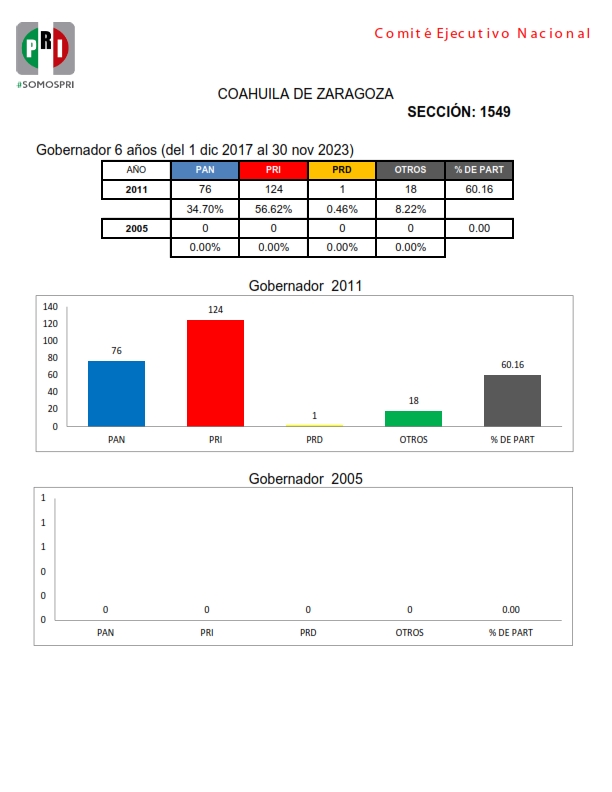 PRI
#SOMOSPRI
Comité Ejecutivo Nacional
COAHUILA DE ZARAGOZA
SECCIÓN: 1549
Gobernador 6 años (del 1 dic 2017 al 30 nov 2023)
AÑO PAN PRI PRD OTROS % DE PART
2011 76 124 1 18 60.16
34.70% 56.62% 0.46% 8.22%
2005 0 0 0 0 0.00
0.00% 0.00% 0.00% 0.00%
Gobernador 2011
140
120
100
80
60
40
20
0
76
124
1
18
60.16
PAN PRI PRD OTROS % DE PART
Gobernador 2005
1
1
1
0
0
0
0 0 0 0 0.00
PAN PRI PRD OTROS % DE PART